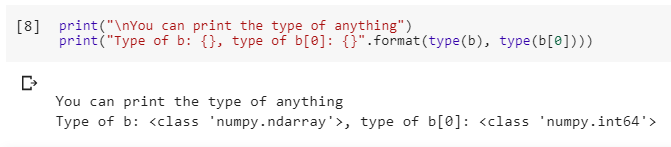 [8] print("\nYou can print the type of anything")
print("Type of b: {}, type of b[0]: {}".format(type(b), type(b[0])))
You can print the type of anything
Type of b: <class 'numpy.ndarray'>, type of b[0]: <class 'numpy.int64'>